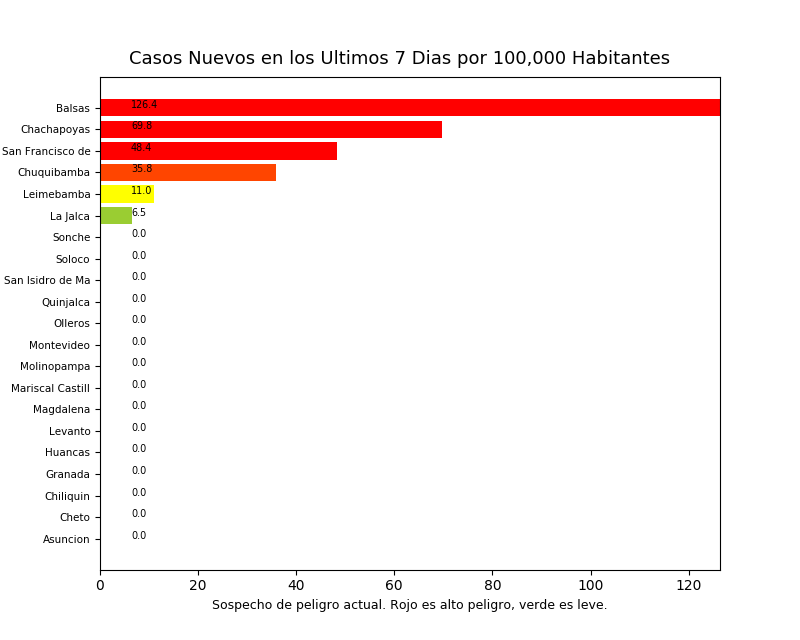 Casos Nuevos en los Ultimos 7 Dias por 100,000 Habitantes
Balsas 126.4
Chachapoyas 69.8
San Francisco de 48.4
Chuquibamba 35.8
Leimebamba 11.0
La Jalca 6.5
Sonche 0.0
Soloco 0.0
San Isidro de Ma 0.0
Quinjalca 0.0
Olleros 0.0
Montevideo 0.0
Molinopampa 0.0
Mariscal Castill 0.0
Magdalena 0.0
Levanto 0.0
Huancas 0.0
Granada 0.0
Chiliquin 0.0
Cheto 0.0
Asuncion 0.0
0 20 40 60 80 100 120
Sospecho de peligro actual. Rojo es alto peligro, verde es leve.